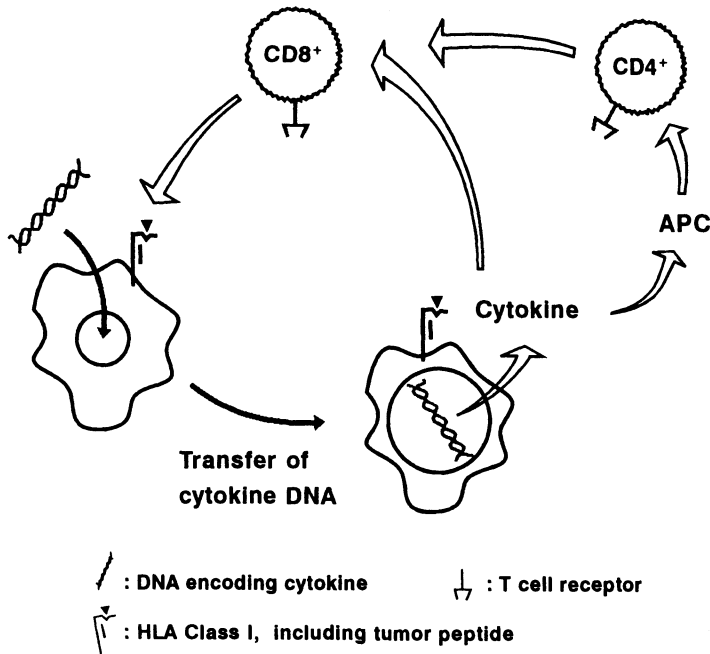 CD8⁺
CD4⁺
APC
Cytokine
Transfer of
cytokine DNA
: DNA encoding cytokine
: T cell receptor
: HLA Class I, including tumor peptide